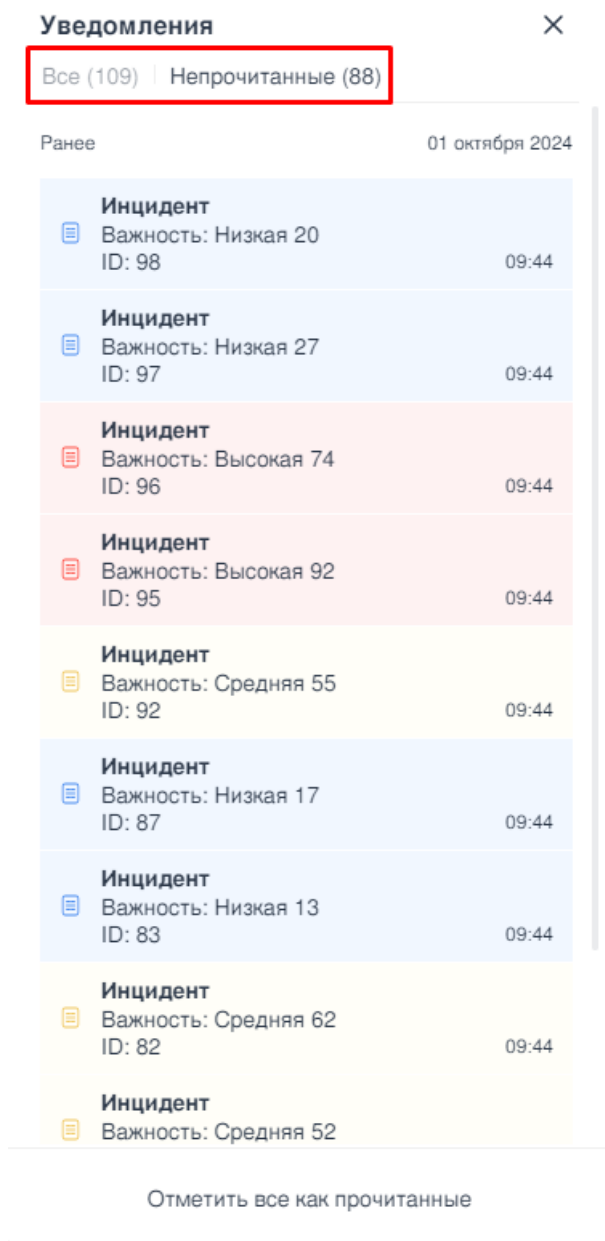 Уведомления
Все (109) Непрочитанные (88)
Ранее 01 октября 2024
Инцидент
Важность: Низкая 20
ID: 98 09:44
Инцидент
Важность: Низкая 27
ID: 97 09:44
Инцидент
Важность: Высокая 74
ID: 96 09:44
Инцидент
Важность: Высокая 92
ID: 95 09:44
Инцидент
Важность: Средняя 55
ID: 92 09:44
Инцидент
Важность: Низкая 17
ID: 87 09:44
Инцидент
Важность: Низкая 13
ID: 83 09:44
Инцидент
Важность: Средняя 62
ID: 82 09:44
Инцидент
Важность: Средняя 52
Отметить все как прочитанные